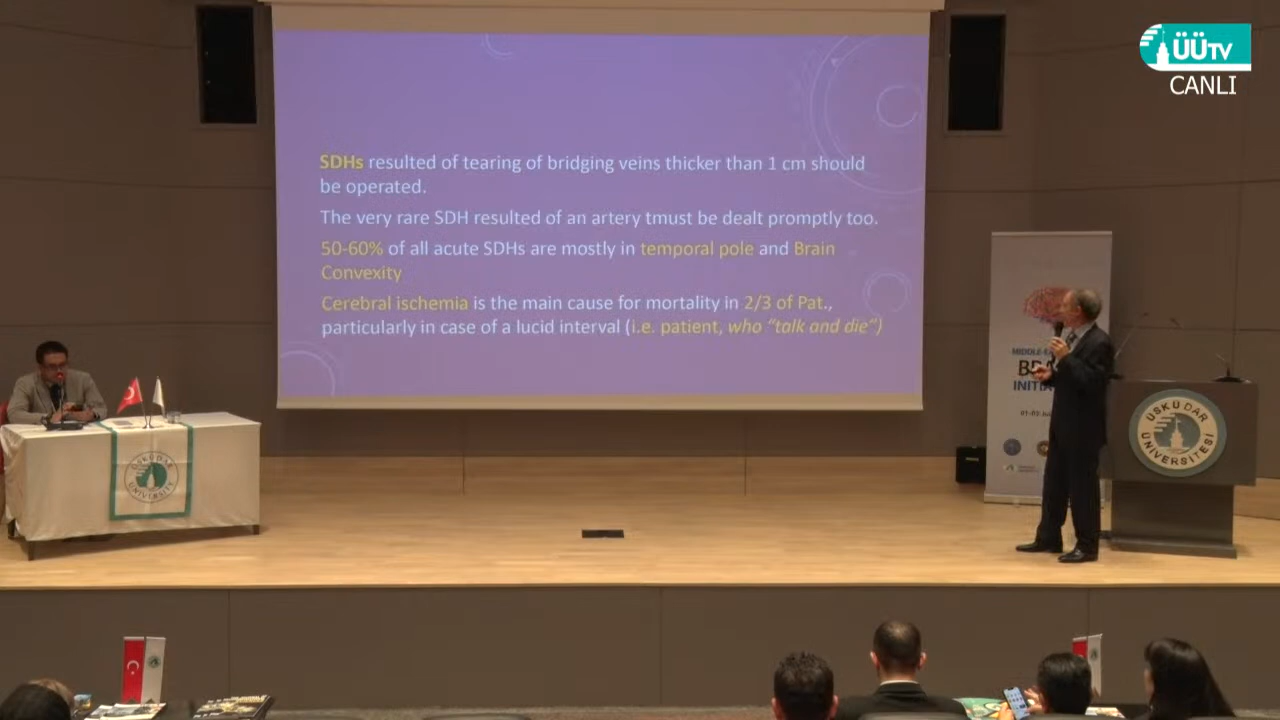 ÜÜTV
CANLI
SDHs resulted of tearing of bridging veins thicker than 1 cm should
be operated.
The very rare SDH resulted of an artery tmust be dealt promptly too.
50-60% of all acute SDHs are mostly in temporal pole and Brain
Convexity
Cerebral ischemia is the main cause for mortality in 2/3 of Pat.,
particularly in case of a lucid interval (i.e. patient, who "talk and die")
ÜSKÜDAR
ÜNİVERSİTESİ
ÜSKÜDAR
UNIVERSITY